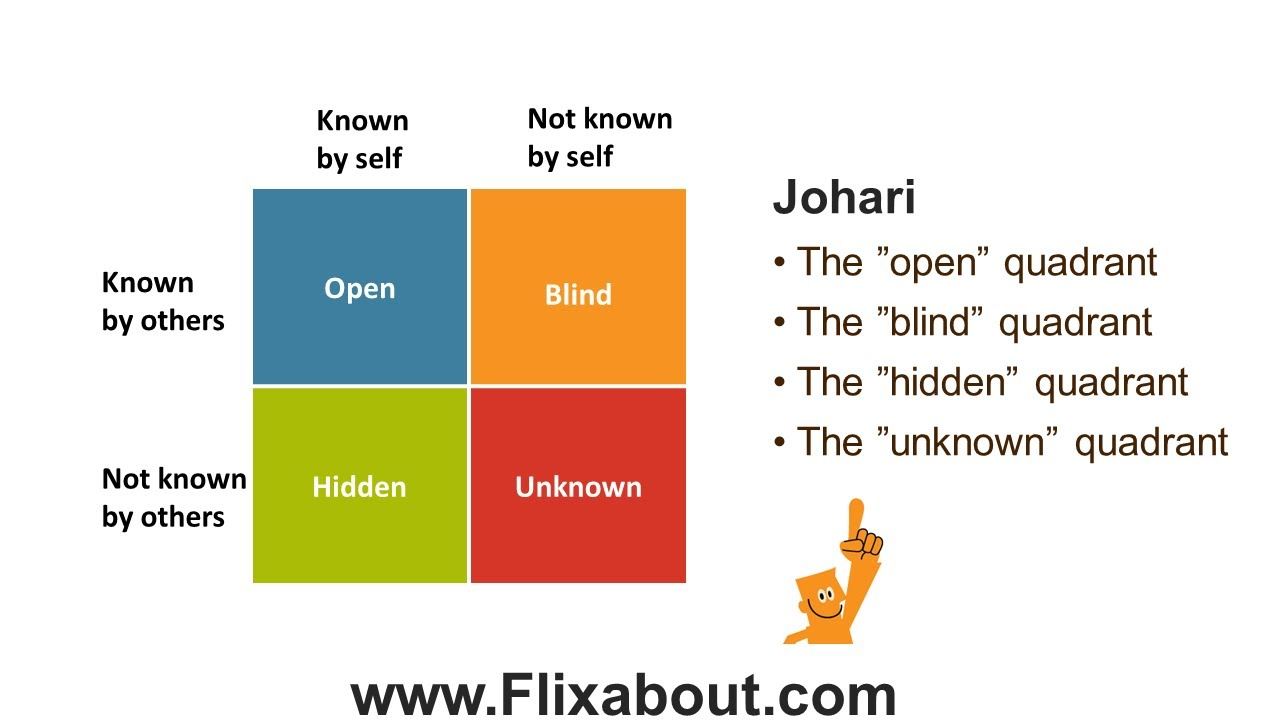 Known
by self
Not known
by self
Known
by others
Open
Blind
Not known
by others
Hidden
Unknown
Johari
• The ”open” quadrant
• The ”blind” quadrant
• The ”hidden” quadrant
• The ”unknown” quadrant
www.Flixabout.com